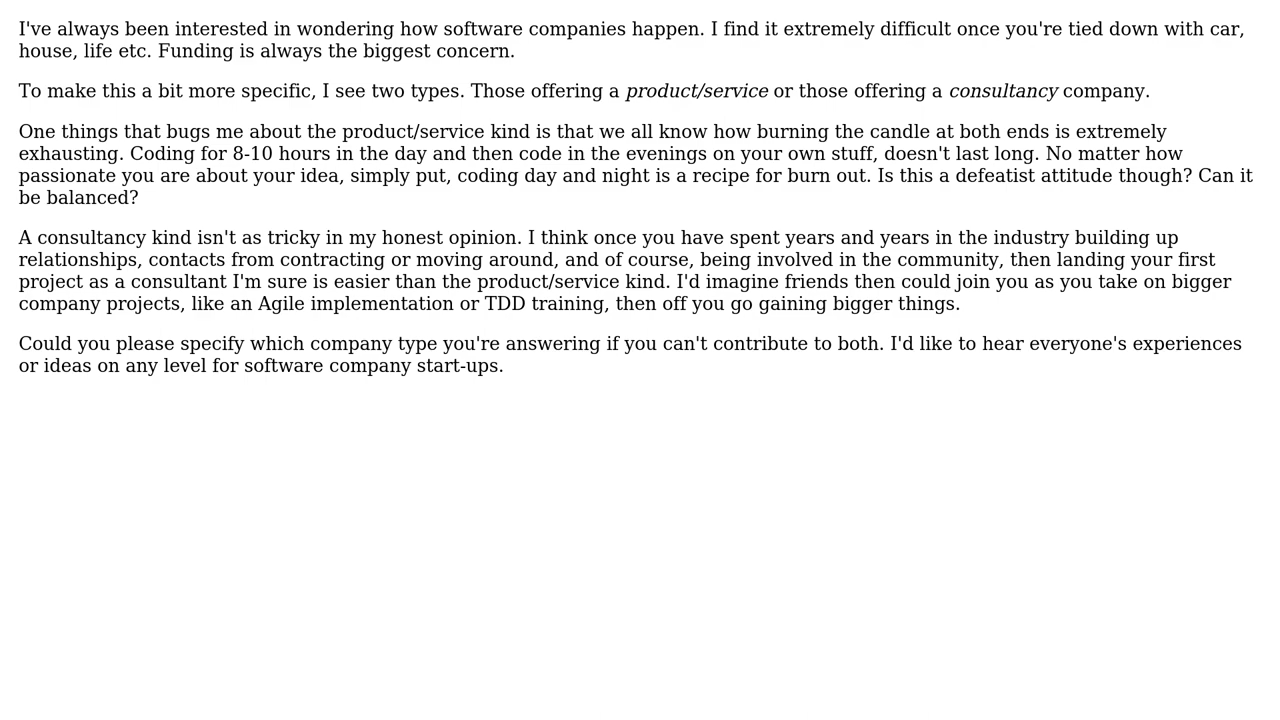 I've always been interested in wondering how software companies happen. I find it extremely difficult once you're tied down with car,
house, life etc. Funding is always the biggest concern.
To make this a bit more specific, I see two types. Those offering a product/service or those offering a consultancy company.
One things that bugs me about the product/service kind is that we all know how burning the candle at both ends is extremely
exhausting. Coding for 8-10 hours in the day and then code in the evenings on your own stuff, doesn't last long. No matter how
passionate you are about your idea, simply put, coding day and night is a recipe for burn out. Is this a defeatist attitude though? Can it
be balanced?
A consultancy kind isn't as tricky in my honest opinion. I think once you have spent years and years in the industry building up
relationships, contacts from contracting or moving around, and of course, being involved in the community, then landing your first
project as a consultant I'm sure is easier than the product/service kind. I'd imagine friends then could join you as you take on bigger
company projects, like an Agile implementation or TDD training, then off you go gaining bigger things.
Could you please specify which company type you're answering if you can't contribute to both. I'd like to hear everyone's experiences
or ideas on any level for software company start-ups.